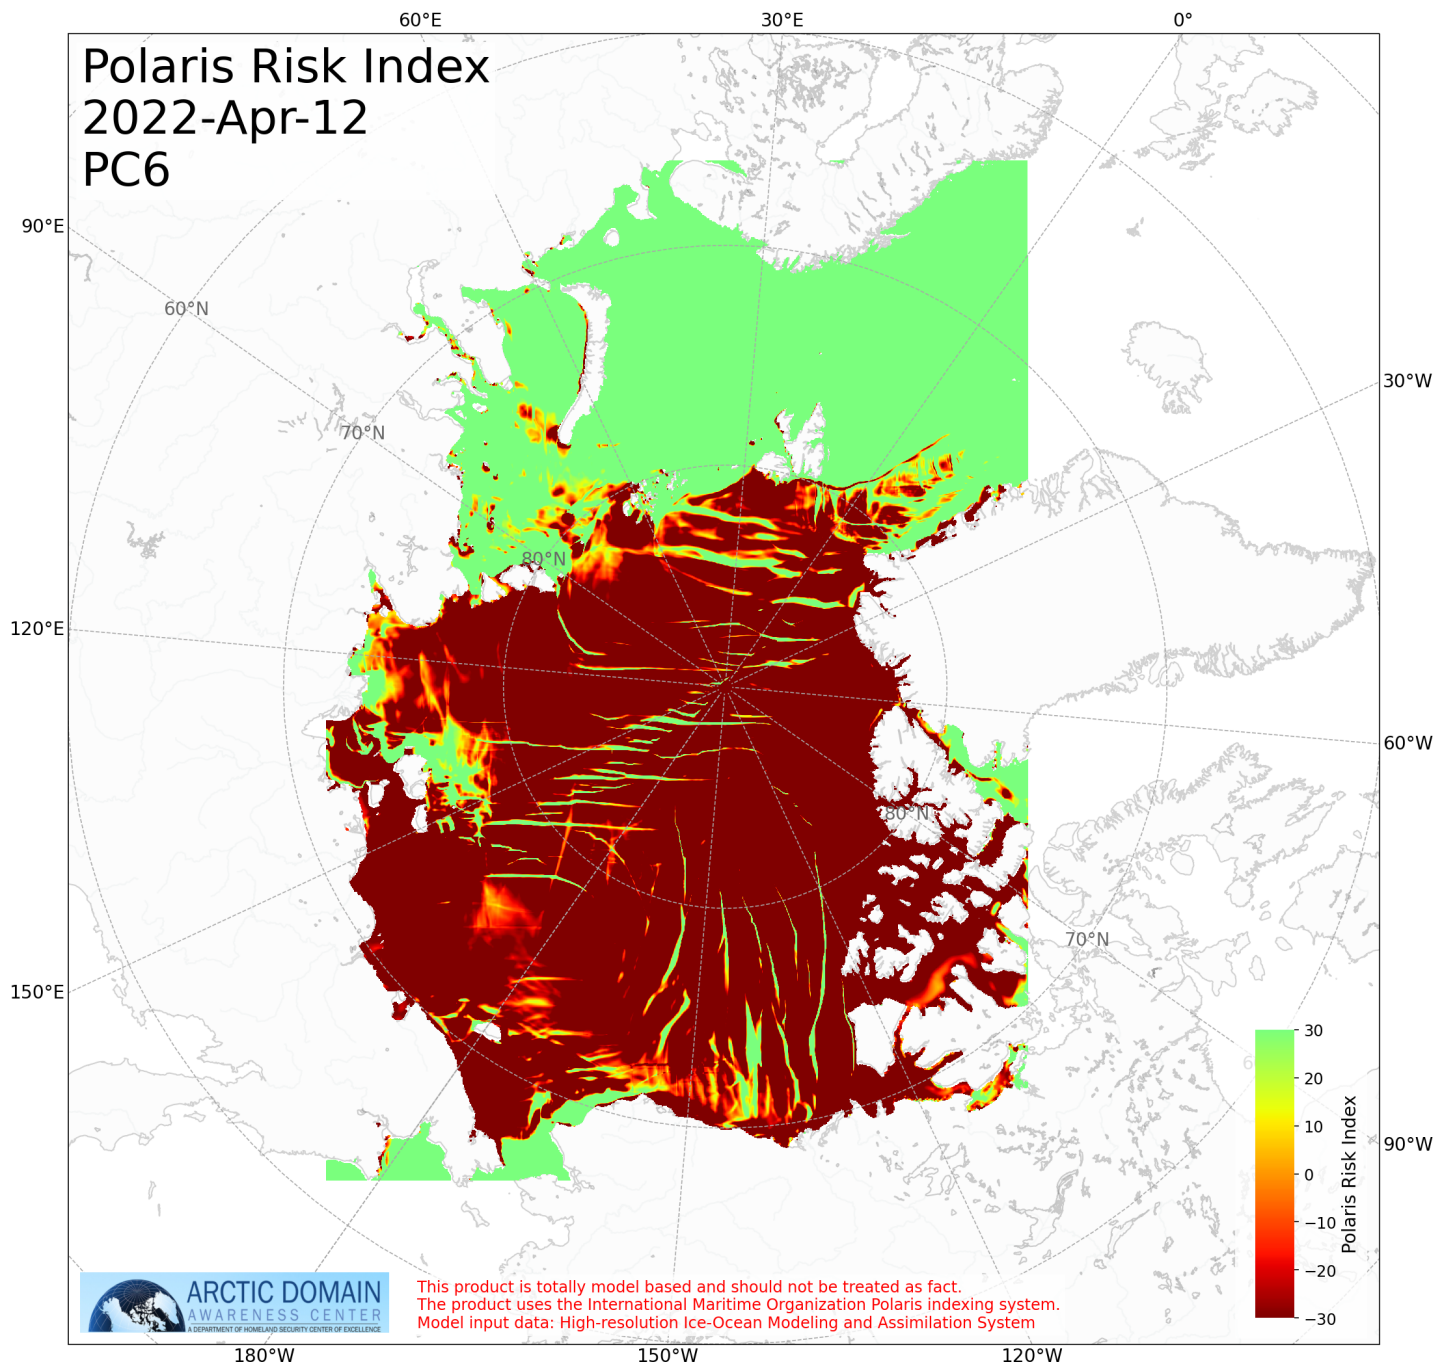 60°E 30°E 0°
Polaris Risk Index
2022-Apr-12
PC6
90°E
60°N
30°W
70°N
80°N
120°E
60°W
80°N
70°N
150°E
30
20
10
0
−10
−20
−30
Polaris Risk Index
90°W
ARCTIC DOMAIN
AWARENESS CENTER
A DEPARTMENT OF HOMELAND SECURITY CENTER OF EXCELLENCE
This product is totally model based and should not be treated as fact.
The product uses the International Maritime Organization Polaris indexing system.
Model input data: High-resolution Ice-Ocean Modeling and Assimilation System
180°W 150°W 120°W